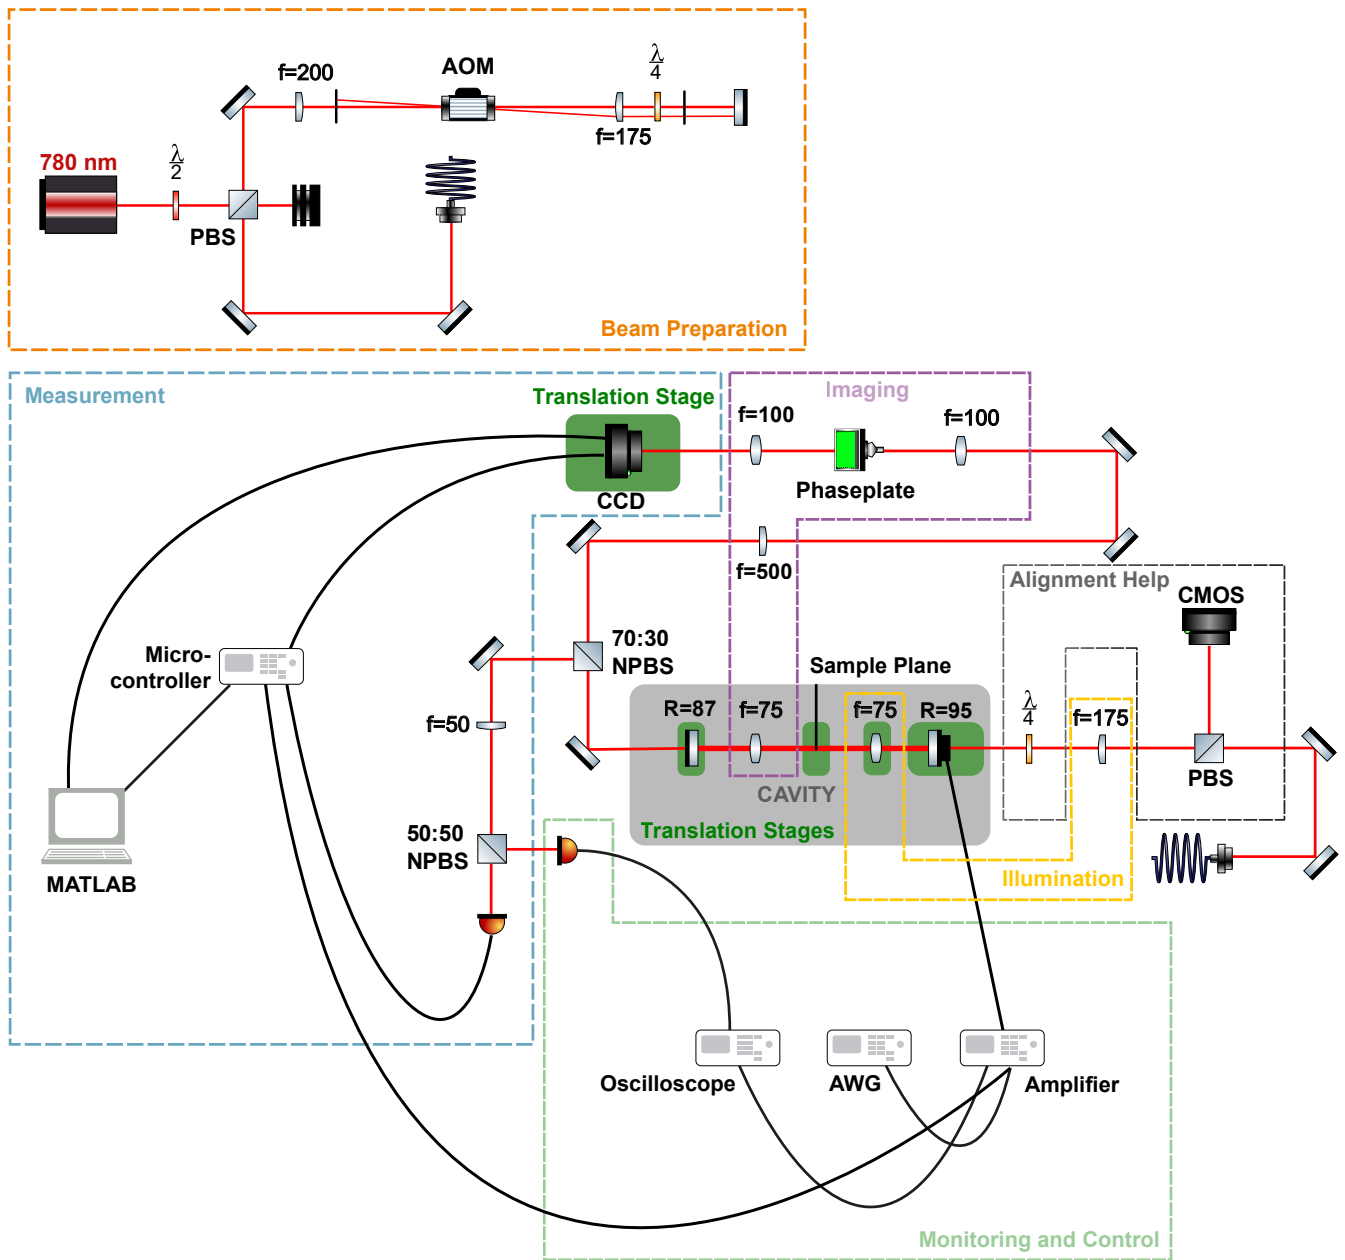 f=200
AOM
λ
4
f=175
780 nm
λ
2
PBS
Beam Preparation
Measurement
Translation Stage
Imaging
f=100
f=100
Phaseplate
CCD
f=500
Alignment Help
CMOS
70:30
NPBS
Micro-
controller
Sample Plane
R=87
f=75
f=75
R=95
λ
4
f=175
f=50
PBS
CAVITY
Translation Stages
50:50
NPBS
MATLAB
Illumination
Oscilloscope
AWG
Amplifier
Monitoring and Control